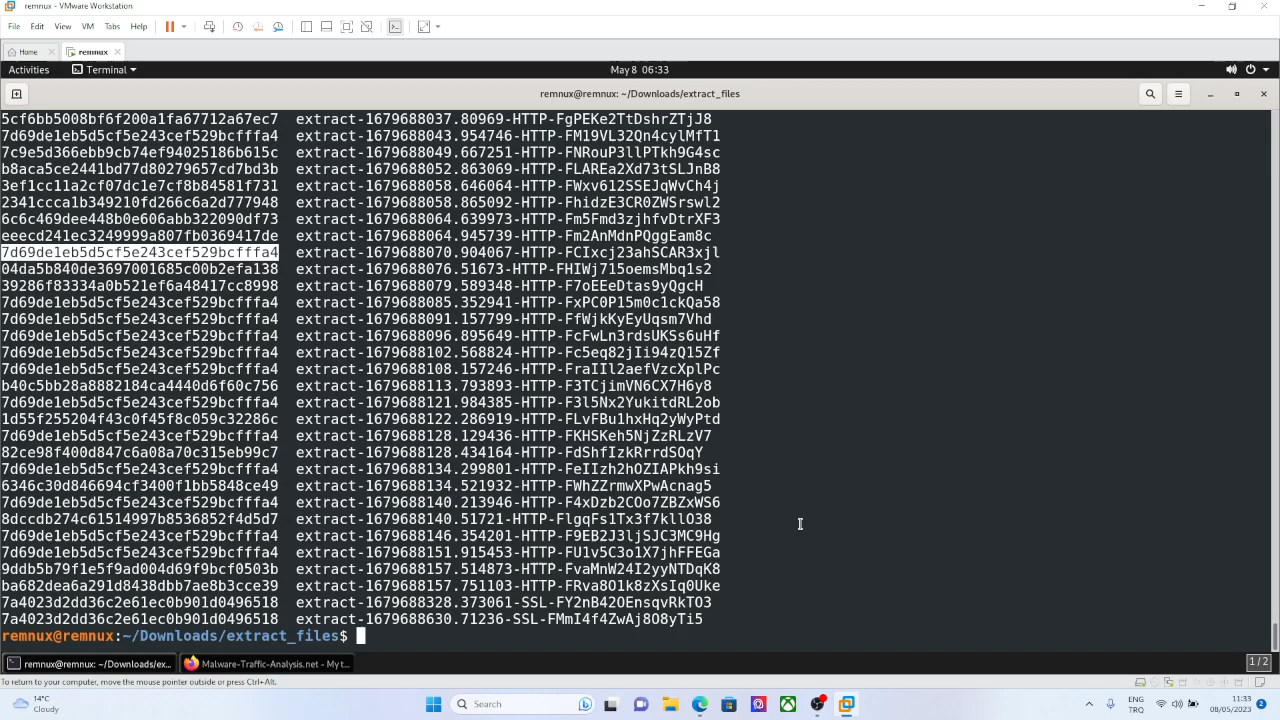 remnux - VMware Workstation
File Edit View VM Tabs Help
Home remnux
Activities Terminal May 8 06:33
remnux@remnux: ~/Downloads/extract_files
5cf6bb5008bf6f200a1fa67712a67ec7 extract-1679688037.80969-HTTP-FgPEKe2TtDshrZTjJ8
7d69de1eb5d5cf5e243cef529bcfffa4 extract-1679688043.954746-HTTP-FM19VL32Qn4cylMfT1
7c9e5d366ebb9cb74ef94025186b615c extract-1679688049.667251-HTTP-FNRouP3llPTkh9G4sc
b8aca5ce2441bd77d80279657cd7bd3b extract-1679688052.863069-HTTP-FLAREa2Xd73tSLJnB8
3ef1cc11a2cf07dc1e7cf8b84581f731 extract-1679688058.646064-HTTP-FWxv612SSEJqWvCh4j
2341ccca1b349210fd266c6a2d777948 extract-1679688058.865092-HTTP-FhidzE3CR0ZWSrswl2
6c6c469dee448b0e606abb322090df73 extract-1679688064.639973-HTTP-Fm5Fmd3zjhfvDtrXF3
eeecd241ec3249999a807fb0369417de extract-1679688064.945739-HTTP-Fm2AnMdnPQggEam8c
7d69de1eb5d5cf5e243cef529bcfffa4 extract-1679688070.904067-HTTP-FCIxcj23ahSCAR3xjl
04da5b840de3697001685c00b2efa138 extract-1679688076.51673-HTTP-FHIWj715oemsMbq1s2
39286f83334a0b521ef6a48417cc8998 extract-1679688079.589348-HTTP-F7oEEeDtas9yQgcH
7d69de1eb5d5cf5e243cef529bcfffa4 extract-1679688085.352941-HTTP-FxPC0P15m0c1ckQa58
7d69de1eb5d5cf5e243cef529bcfffa4 extract-1679688091.157799-HTTP-FfWjkKyEyUqsm7Vhd
7d69de1eb5d5cf5e243cef529bcfffa4 extract-1679688096.895649-HTTP-FcFwLn3rdsUKSs6uHf
7d69de1eb5d5cf5e243cef529bcfffa4 extract-1679688102.568824-HTTP-Fc5eq82jIi94zQ15Zf
7d69de1eb5d5cf5e243cef529bcfffa4 extract-1679688108.157246-HTTP-FraIIl2aefVzcXplPc
b40c5bb28a8882184ca4440d6f60c756 extract-1679688113.793893-HTTP-F3TCjimVN6CX7H6y8
7d69de1eb5d5cf5e243cef529bcfffa4 extract-1679688121.984385-HTTP-F3l5Nx2YukitdRL2ob
1d55f255204f43c0f45f8c059c32286c extract-1679688122.286919-HTTP-FLvFBu1hxHq2yWyPtd
7d69de1eb5d5cf5e243cef529bcfffa4 extract-1679688128.129436-HTTP-FKHSKeh5NjZzRLzV7
82ce98f400d847c6a08a70c315eb99c7 extract-1679688128.434164-HTTP-FdShfIzkRrrdSOqY
7d69de1eb5d5cf5e243cef529bcfffa4 extract-1679688134.299801-HTTP-FeIIzh2hOZIAPkh9si
6346c30d846694cf3400f1bb5848ce49 extract-1679688134.521932-HTTP-FWhZZrmwXPwAcnag5
7d69de1eb5d5cf5e243cef529bcfffa4 extract-1679688140.213946-HTTP-F4xDzb2COo7ZBZxWS6
8dccdb274c61514997b8536852f4d5d7 extract-1679688140.51721-HTTP-FlgqFs1Tx3f7kllO38
7d69de1eb5d5cf5e243cef529bcfffa4 extract-1679688146.354201-HTTP-F9EB2J3ljSJC3MC9Hg
7d69de1eb5d5cf5e243cef529bcfffa4 extract-1679688151.915453-HTTP-FU1v5C3o1X7jhFFEGa
9ddb5b79f1e5f9ad004d69f9bcf0503b extract-1679688157.514873-HTTP-FvaMnW24I2yyNTDqK8
ba682dea6a291d8438dbb7ae8b3cce39 extract-1679688157.751103-HTTP-FRva8O1k8zXsIq0Uke
7a4023d2dd36c2e61ec0b901d0496518 extract-1679688328.373061-SSL-FY2nB42OEnsqvRkTO3
7a4023d2dd36c2e61ec0b901d0496518 extract-1679688630.71236-SSL-FMmI4f4ZwAj8O8yTi5
remnux@remnux:~/Downloads/extract_files$
remnux@remnux: ~/Downloads/ex... Malware-Traffic-Analysis.net - My t... 1 / 2
To return to your computer, move the mouse pointer outside or press Ctrl+Alt.
14°C
Cloudy
Search
ENG
TRQ
11:33
08/05/2023